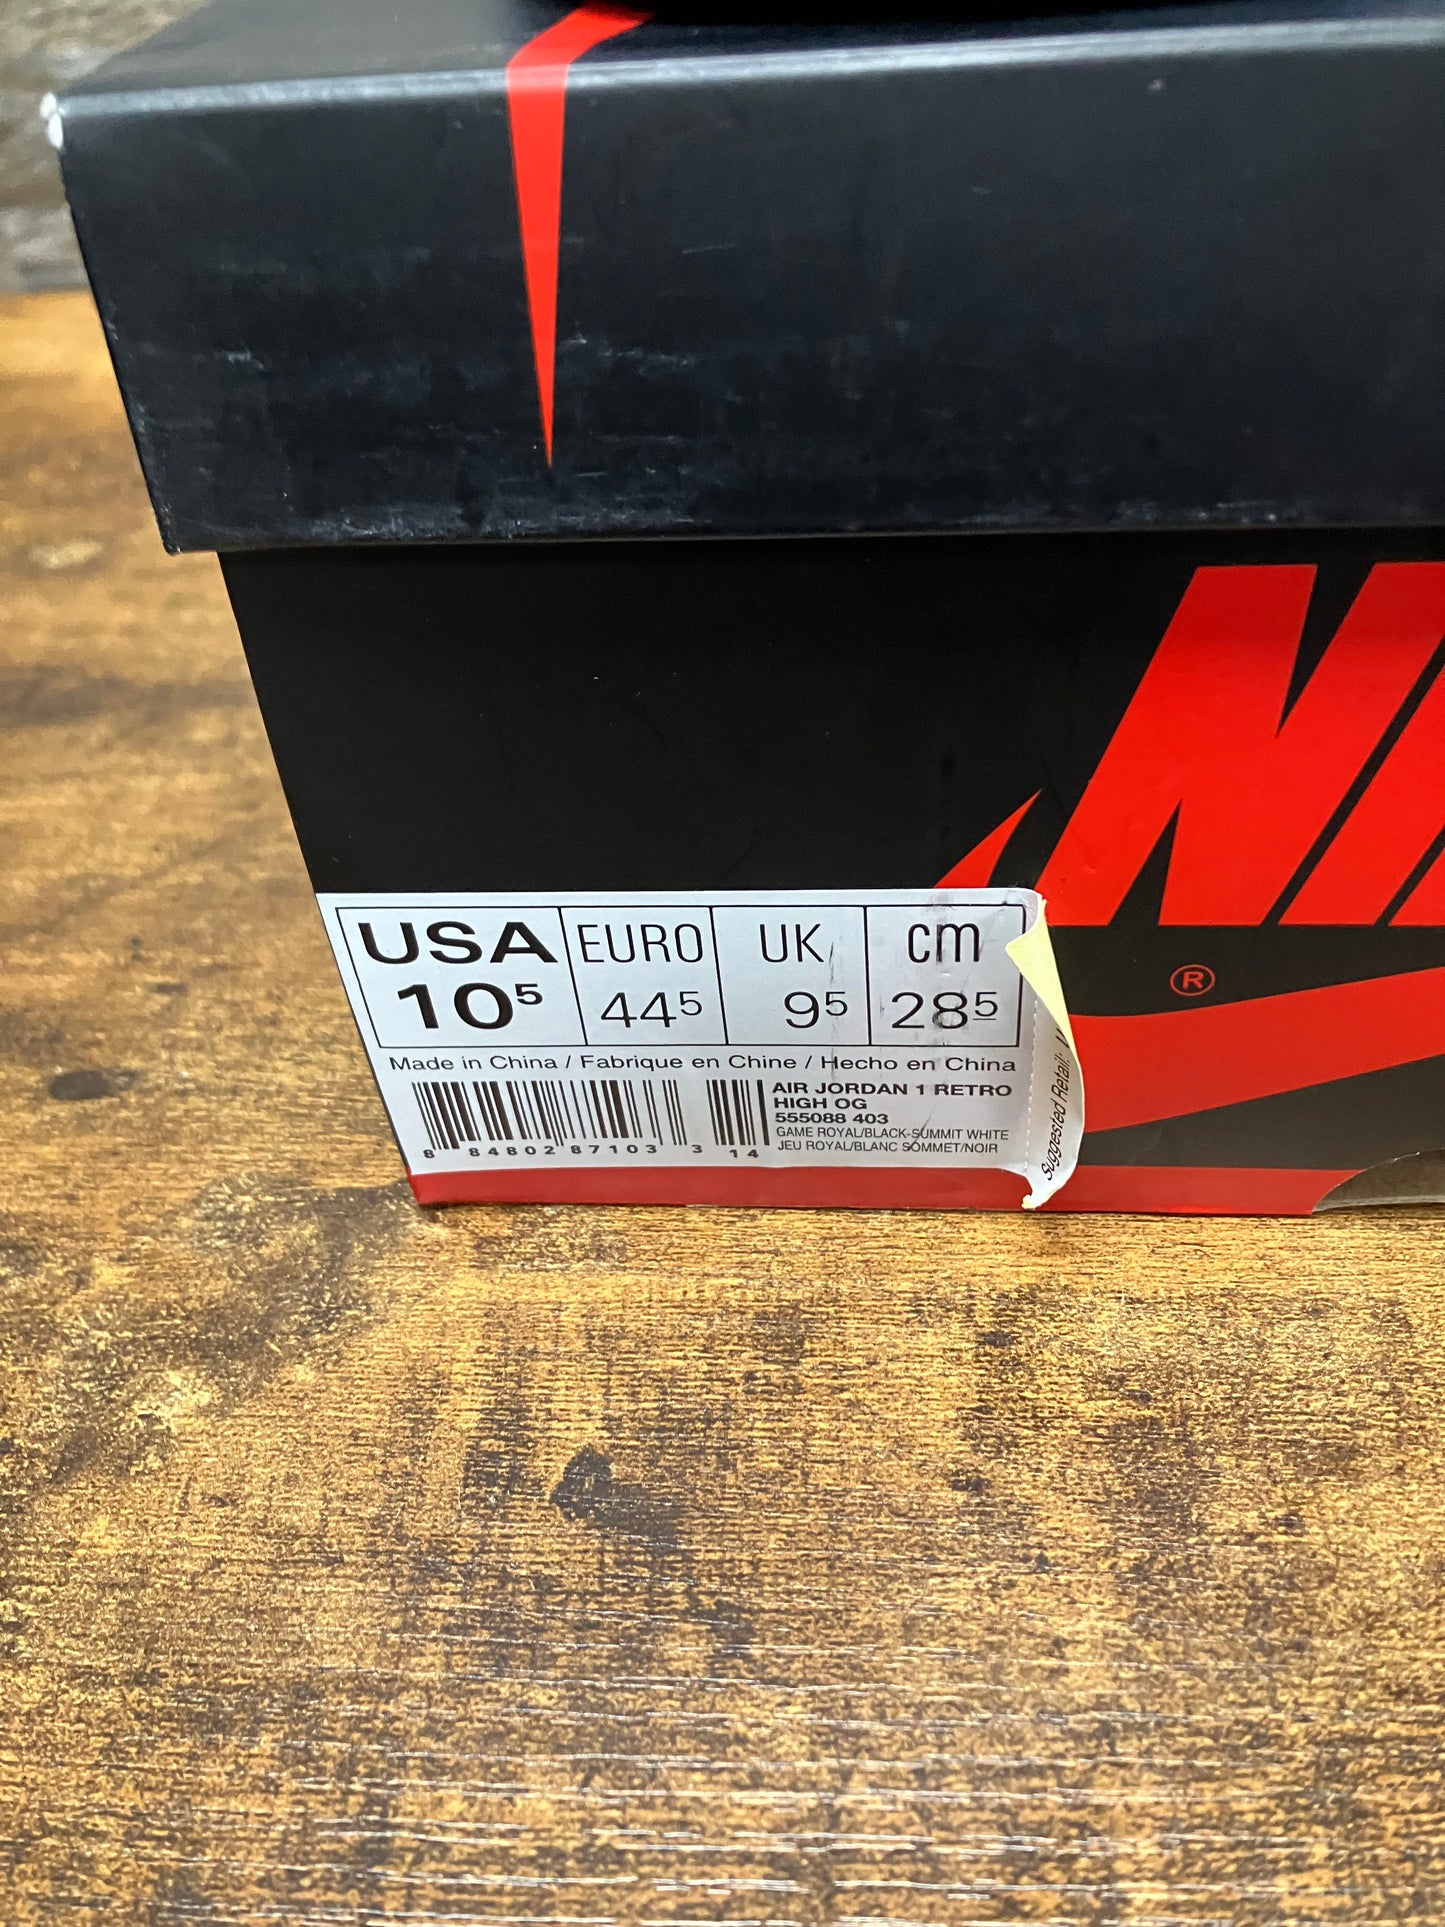 NI
®
USA EURO UK cm
10⁵ 44⁵ 9⁵ 28⁵
Made in China / Fabrique en Chine / Hecho en China
AIR JORDAN 1 RETRO
HIGH OG
555088 403
GAME ROYAL/BLACK-SUMMIT WHITE
JEU ROYAL/BLANC SOMMET/NOIR
8 84802 87103 3 14
Suggested Retail: